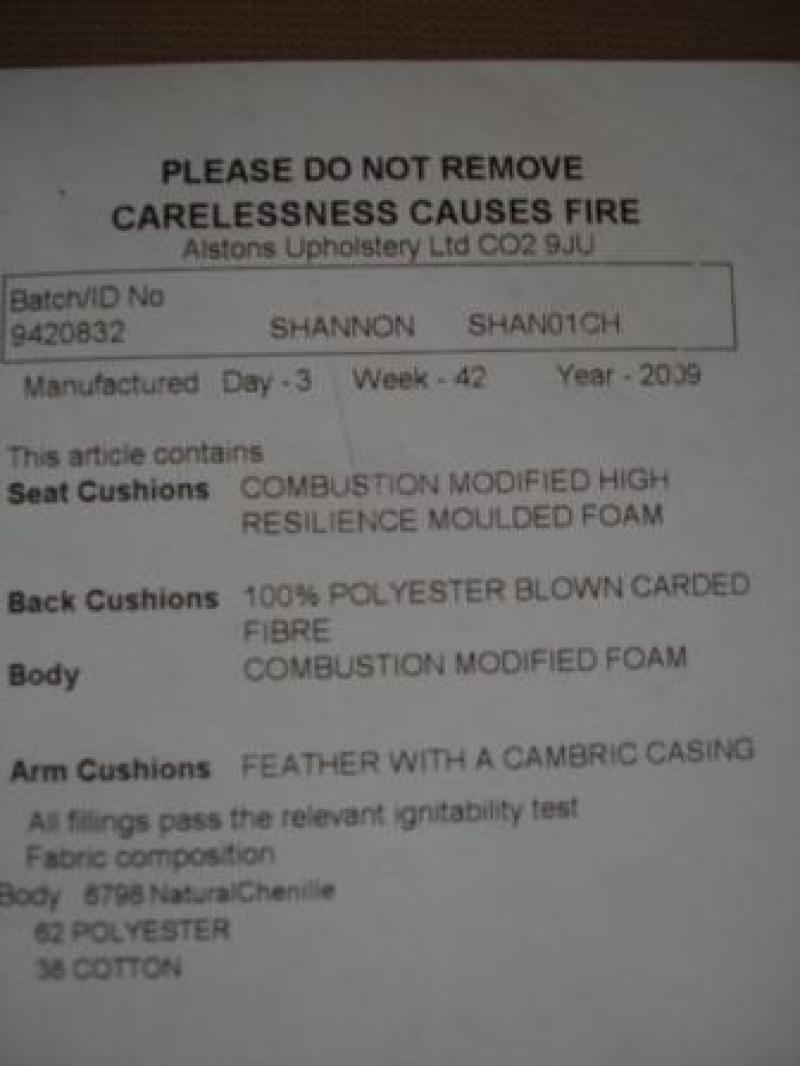 PLEASE DO NOT REMOVE
CARELESSNESS CAUSES FIRE
Alstons Upholstery Ltd CO2 9JU
Batch/ID No
9420832 SHANNON SHAN01CH
Manufactured Day - 3 Week - 42 Year - 2009
This article contains
Seat Cushions COMBUSTION MODIFIED HIGH
RESILIENCE MOULDED FOAM
Back Cushions 100% POLYESTER BLOWN CARDED
FIBRE
Body COMBUSTION MODIFIED FOAM
Arm Cushions FEATHER WITH A CAMBRIC CASING
All fillings pass the relevant ignitability test
Fabric composition
Body 6798 NaturalChenille
62 POLYESTER
38 COTTON